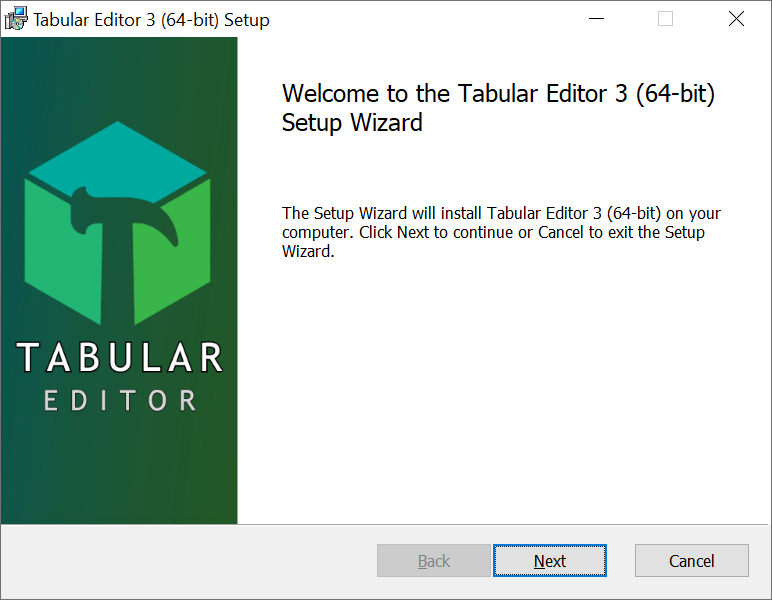 Tabular Editor 3 (64-bit) Setup
Welcome to the Tabular Editor 3 (64-bit)
Setup Wizard
The Setup Wizard will install Tabular Editor 3 (64-bit) on your
computer. Click Next to continue or Cancel to exit the Setup
Wizard.
TABULAR
EDITOR
Back
Next
Cancel